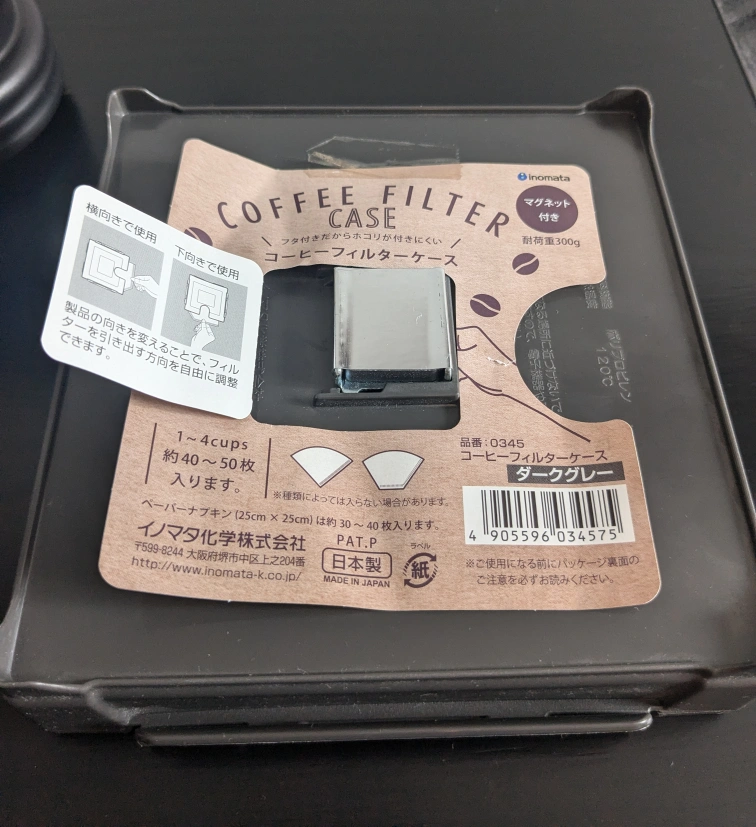 inomata
COFFEE FILTER
CASE
マグネット
付き
耐荷重300g
フタ付きだからホコリが付きにくい
コーヒーフィルターケース
横向きで使用
下向きで使用
製品の向きを変えることで、フィル
ターを引き出す方向を自由に調整
できます。
ポリプロピレン
120℃
1~4cups
約40~50枚
入ります。
※種類によっては入らない場合があります。
ペーパーナプキン(25cm×25cm)は約30~40枚入ります。
イノマタ化学株式会社
〒599-8244 大阪府堺市中区上之204番
http://www.inomata-k.co.jp/
PAT.P
日本製
MADE IN JAPAN
ラベル
紙
品番:0345
コーヒーフィルターケース
ダークグレー
4 905596 034575
※ご使用になる前にパッケージ裏面の
ご注意を必ずお読みください。